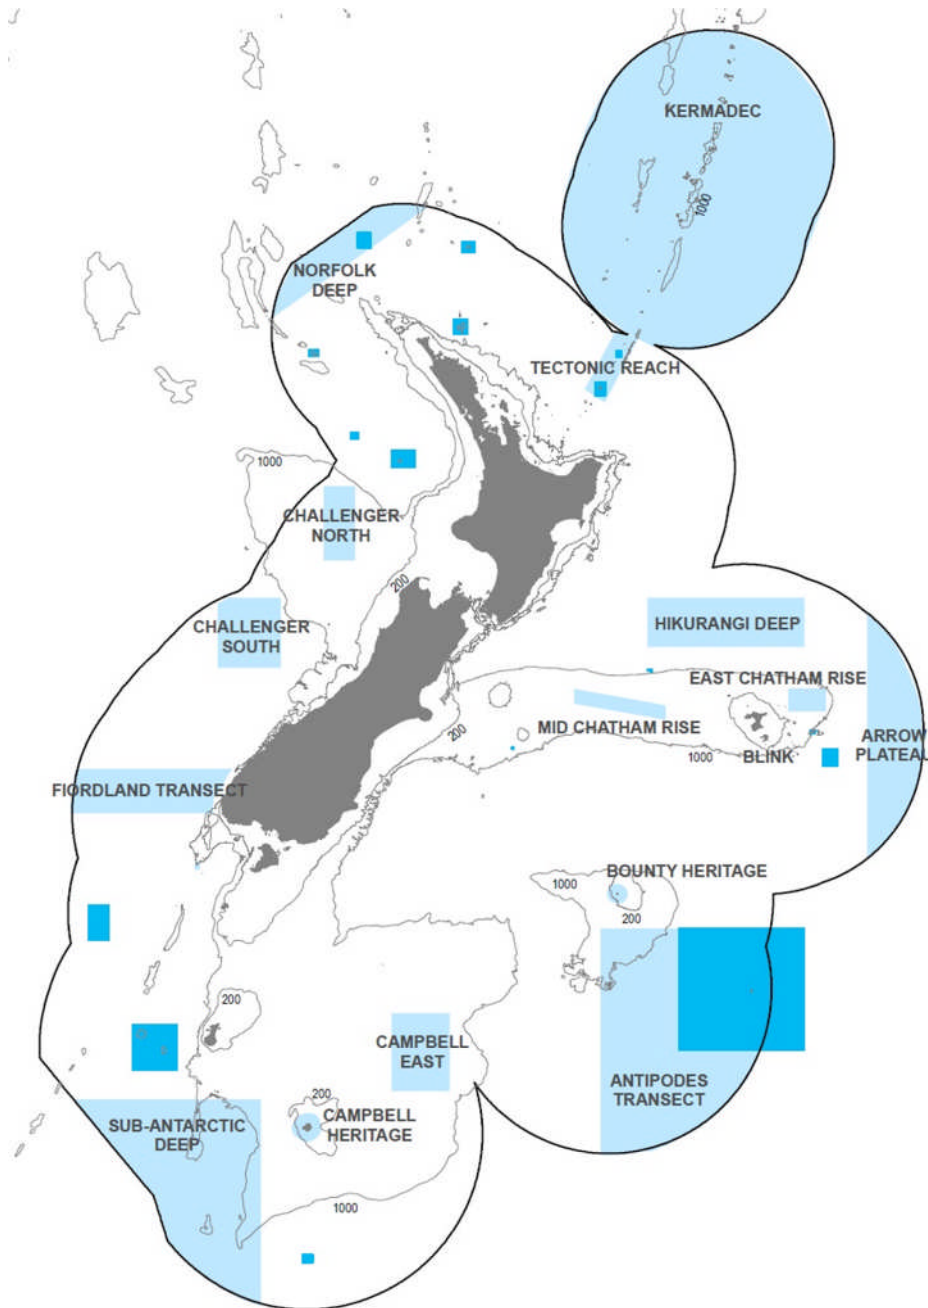 KERMADEC
1000
NORFOLK
DEEP
TECTONIC REACH
1000
CHALLENGER
NORTH
200
CHALLENGER
SOUTH
HIKURANGI DEEP
EAST CHATHAM RISE
MID CHATHAM RISE
200
1000
BLINK
ARROW
PLATEAU
FIORDLAND TRANSECT
BOUNTY HERITAGE
1000
200
200
CAMPBELL
EAST
ANTIPODES
TRANSECT
200
SUB-ANTARCTIC
DEEP
CAMPBELL
HERITAGE
1000